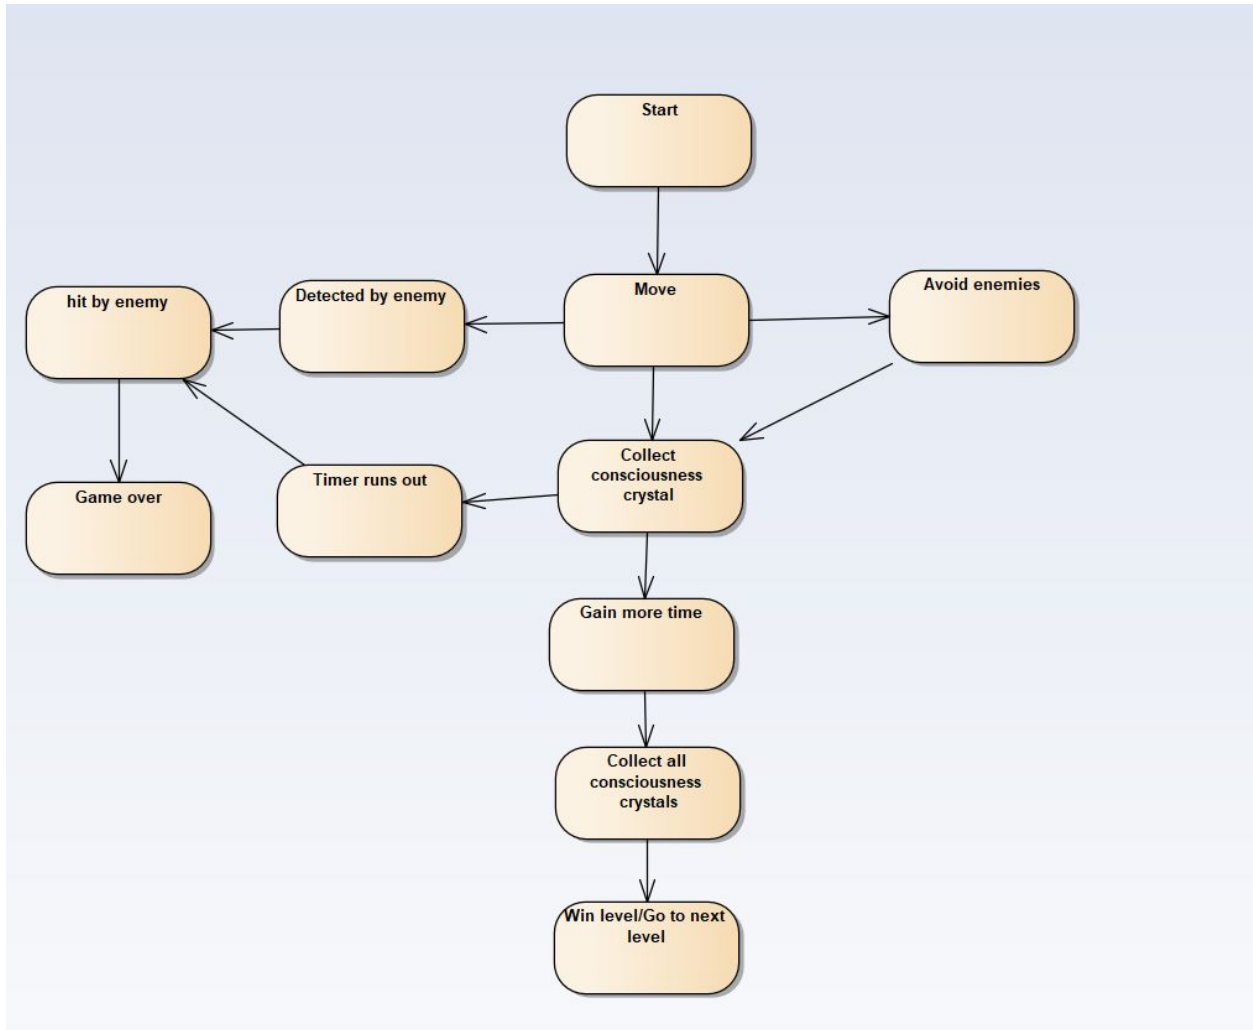 Start
hit by enemy
Detected by enemy
Move
Avoid enemies
Collect
consciousness
crystal
Timer runs out
Game over
Gain more time
Collect all
consciousness
crystals
Win level/Go to next
level